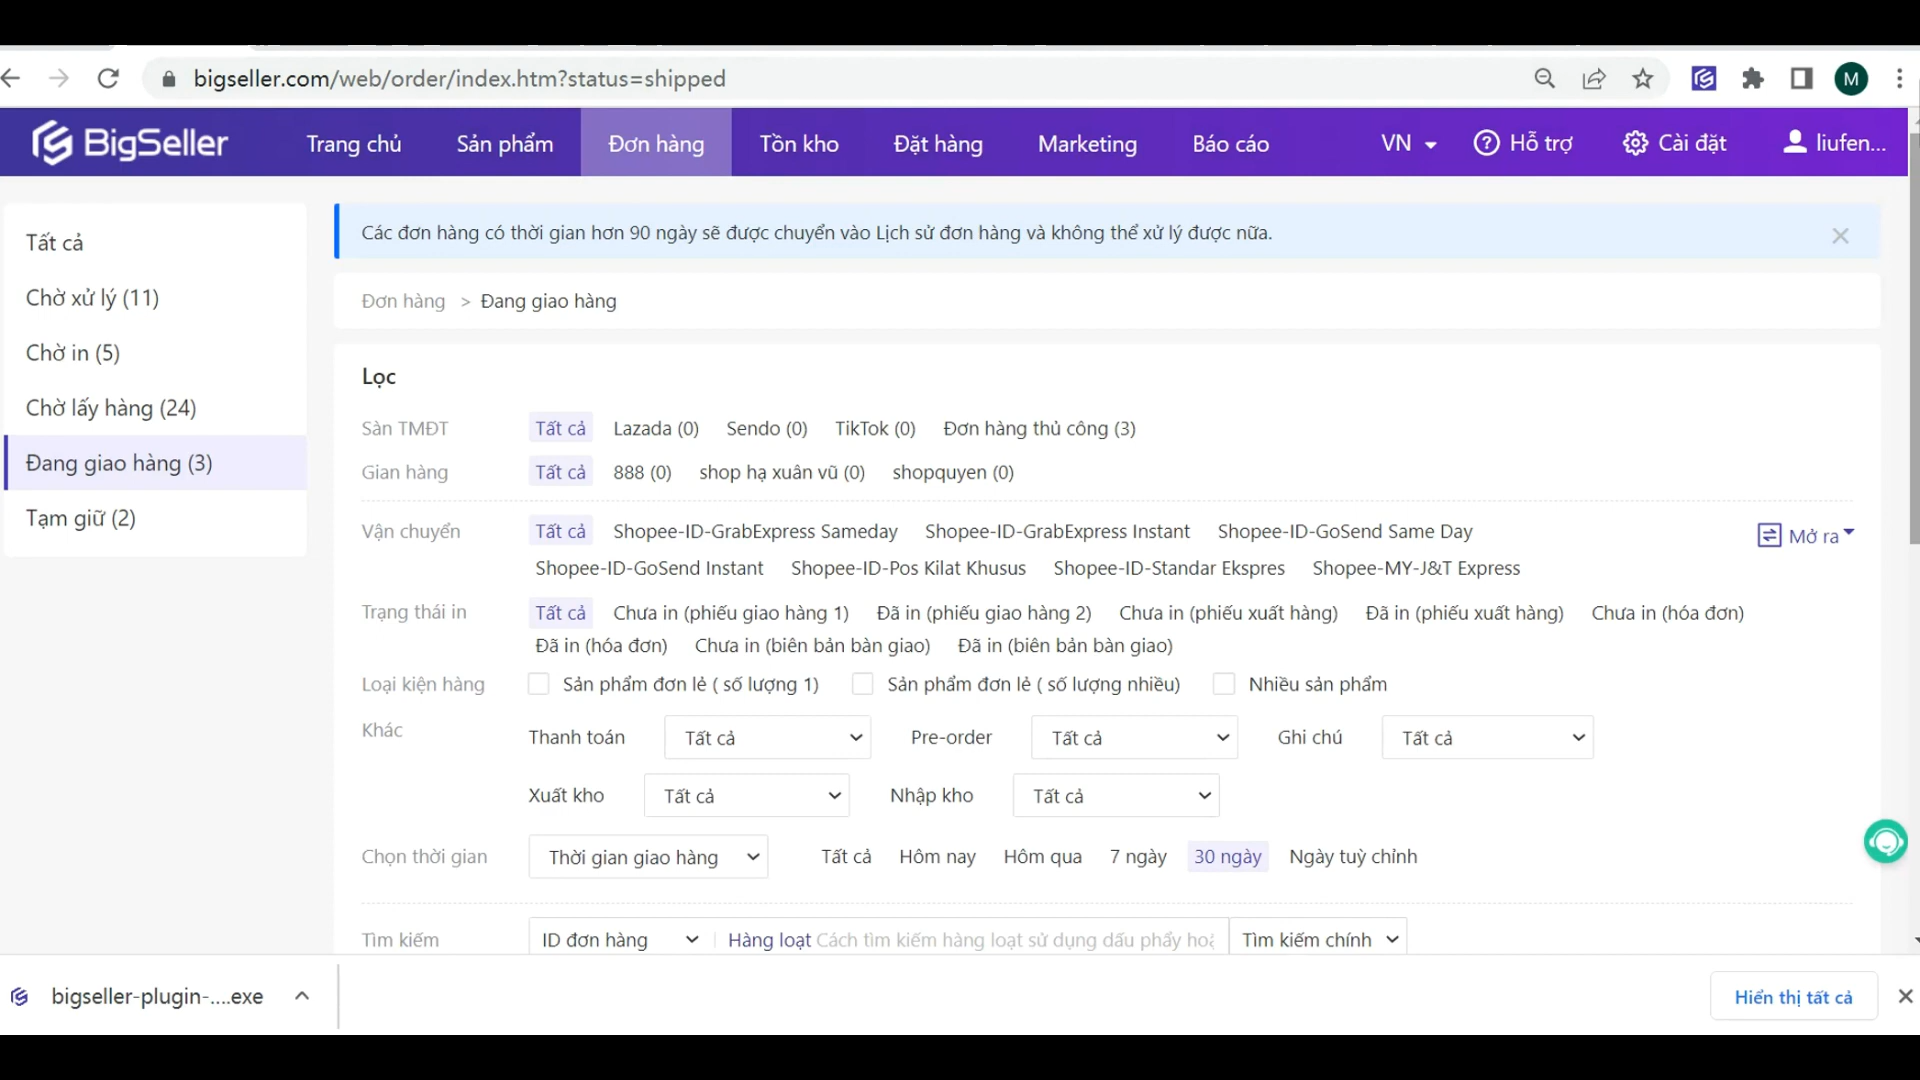 bigseller.com/web/order/index.htm?status=shipped
M
BigSeller Trang chủ Sản phẩm Đơn hàng Tồn kho Đặt hàng Marketing Báo cáo VN Hỗ trợ Cài đặt liufen...
Tất cả
Chờ xử lý (11)
Chờ in (5)
Chờ lấy hàng (24)
Đang giao hàng (3)
Tạm giữ (2)
Các đơn hàng có thời gian hơn 90 ngày sẽ được chuyển vào Lịch sử đơn hàng và không thể xử lý được nữa.
Đơn hàng > Đang giao hàng
Lọc
Sàn TMĐT Tất cả Lazada (0) Sendo (0) TikTok (0) Đơn hàng thủ công (3)
Gian hàng Tất cả 888 (0) shop hạ xuân vũ (0) shopquyen (0)
Vận chuyển Tất cả Shopee-ID-GrabExpress Sameday Shopee-ID-GrabExpress Instant Shopee-ID-GoSend Same Day Mở ra
Shopee-ID-GoSend Instant Shopee-ID-Pos Kilat Khusus Shopee-ID-Standar Ekspres Shopee-MY-J&T Express
Trạng thái in Tất cả Chưa in (phiếu giao hàng 1) Đã in (phiếu giao hàng 2) Chưa in (phiếu xuất hàng) Đã in (phiếu xuất hàng) Chưa in (hóa đơn)
Đã in (hóa đơn) Chưa in (biên bản bàn giao) Đã in (biên bản bàn giao)
Loại kiện hàng Sản phẩm đơn lẻ ( số lượng 1) Sản phẩm đơn lẻ ( số lượng nhiều) Nhiều sản phẩm
Khác Thanh toán Tất cả Pre-order Tất cả Ghi chú Tất cả
Xuất kho Tất cả Nhập kho Tất cả
Chọn thời gian Thời gian giao hàng Tất cả Hôm nay Hôm qua 7 ngày 30 ngày Ngày tuỳ chỉnh
Tìm kiếm ID đơn hàng Hàng loạt Cách tìm kiếm hàng loạt sử dụng dấu phẩy Tìm kiếm chính
bigseller-plugin-....exe Hiển thị tất cả